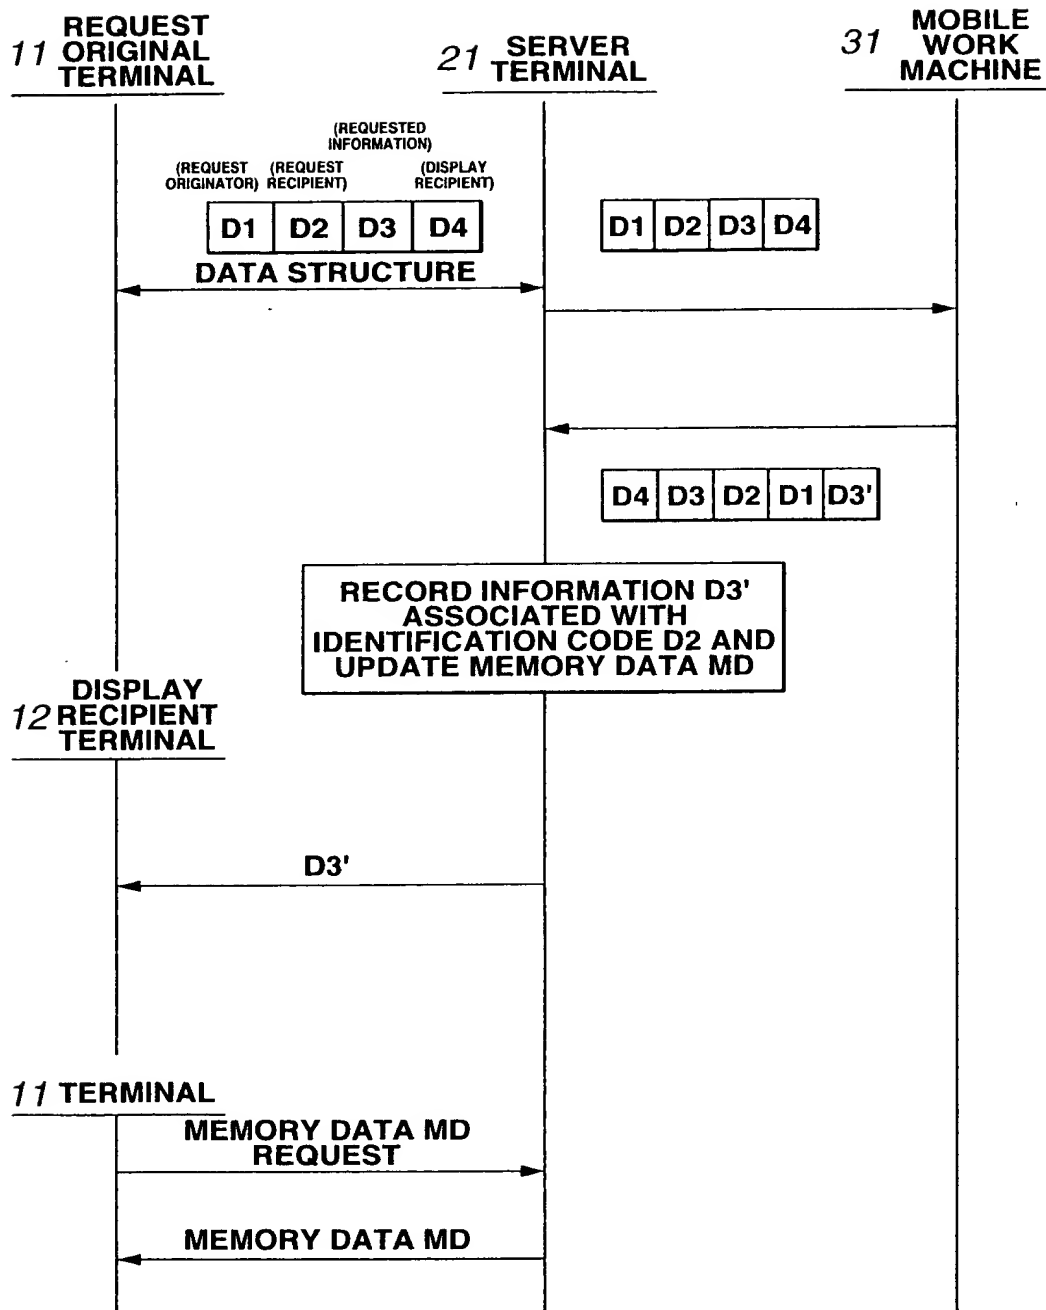 11 REQUEST
ORIGINAL
TERMINAL
21 SERVER
TERMINAL
31 MOBILE
WORK
MACHINE
(REQUESTED
INFORMATION)
(REQUEST
ORIGINATOR)
(REQUEST
RECIPIENT)
(DISPLAY
RECIPIENT)
D1 D2 D3 D4
DATA STRUCTURE
D1 D2 D3 D4
D4 D3 D2 D1 D3'
RECORD INFORMATION D3'
ASSOCIATED WITH
IDENTIFICATION CODE D2 AND
UPDATE MEMORY DATA MD
12 DISPLAY
RECIPIENT
TERMINAL
D3'
11 TERMINAL
MEMORY DATA MD
REQUEST
MEMORY DATA MD